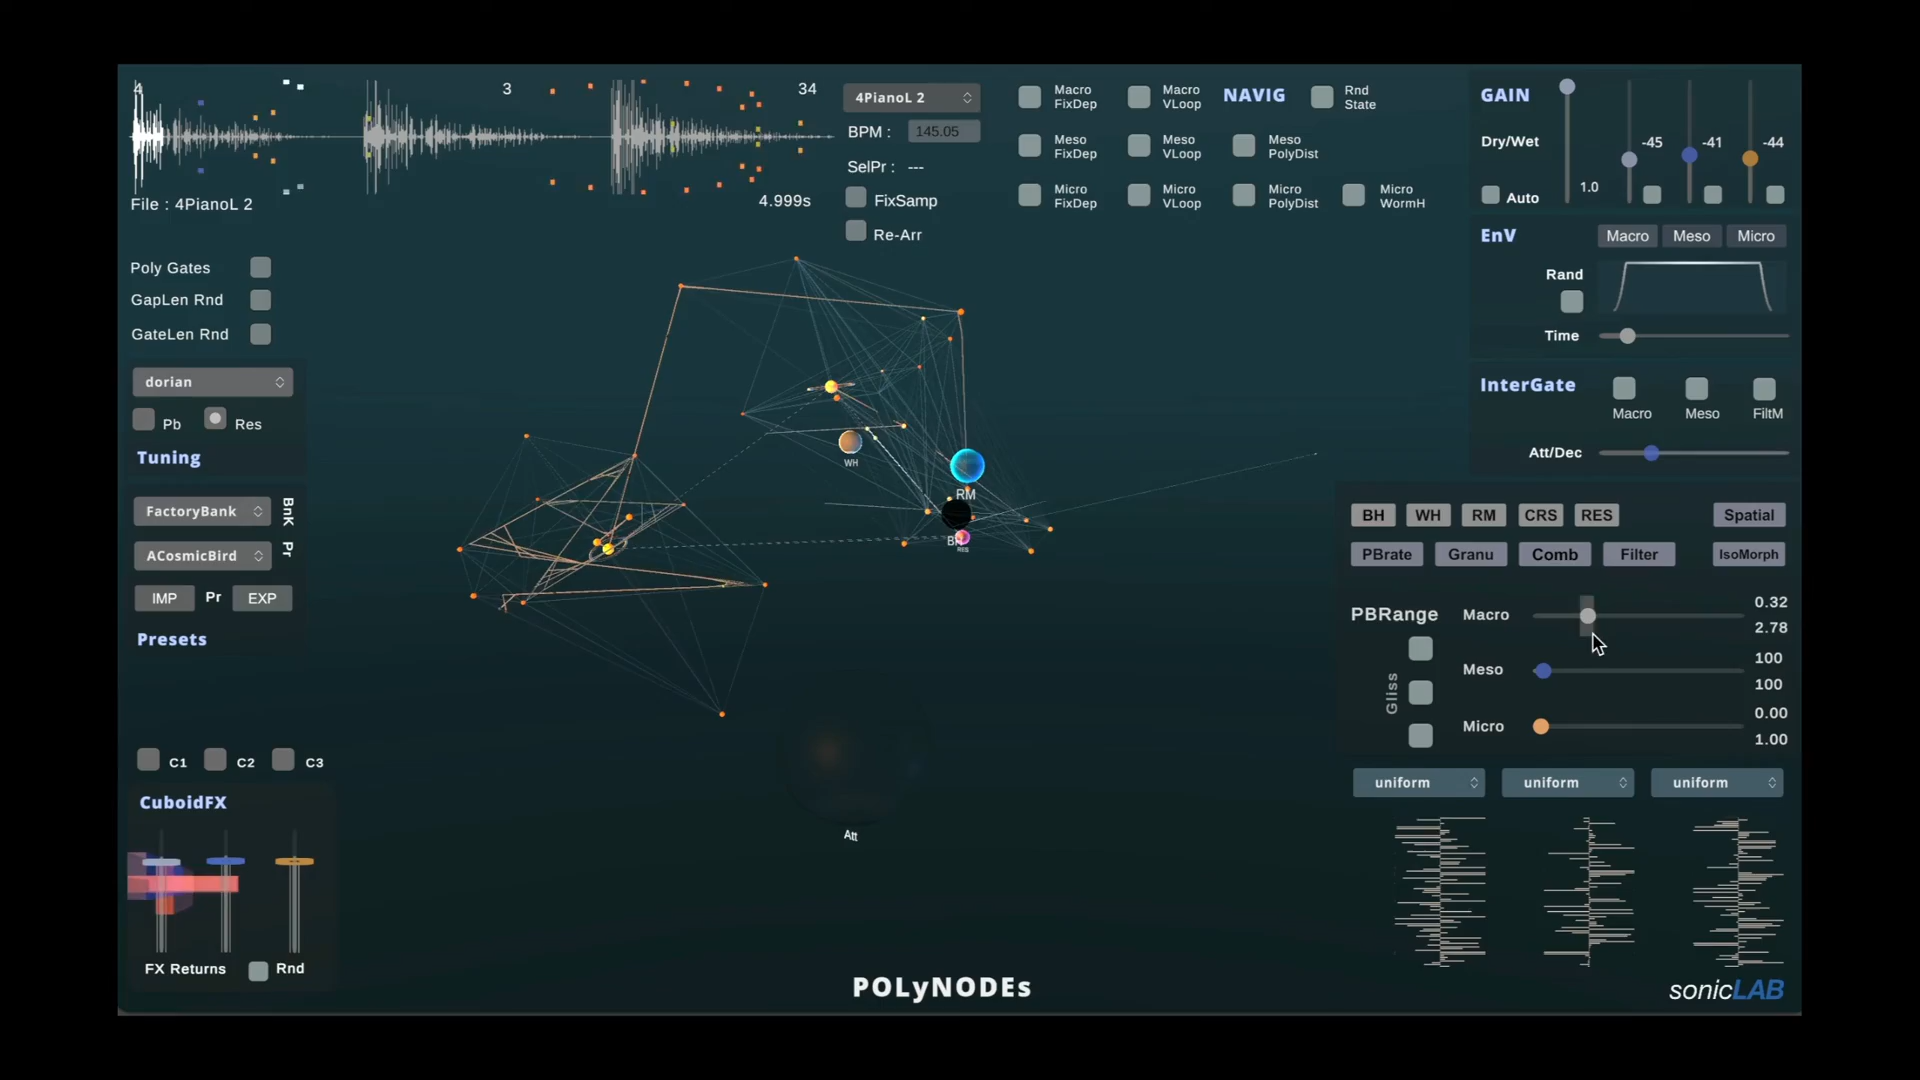 4
3
34
File : 4PianoL 2
4.999s
4PianoL 2
BPM :
145.05
SelPr : ---
FixSamp
Re-Arr
Macro
FixDep
Macro
VLoop
NAVIG
Rnd
State
Meso
FixDep
Meso
VLoop
Meso
PolyDist
Micro
FixDep
Micro
VLoop
Micro
PolyDist
Micro
WormH
GAIN
Dry/Wet
Auto
1.0
-45
-41
-44
EnV
Macro
Meso
Micro
Rand
Time
InterGate
Macro
Meso
FiltM
Att/Dec
Poly Gates
GapLen Rnd
GateLen Rnd
dorian
Pb
Res
Tuning
FactoryBank
BnK
ACosmicBird
Pr
IMP
Pr
EXP
Presets
C1
C2
C3
CuboidFX
FX Returns
Rnd
WH
RM
BH
RES
Att
BH
WH
RM
CRS
RES
Spatial
PBrate
Granu
Comb
Filter
IsoMorph
PBRange
Macro
0.32
2.78
Gliss
Meso
100
100
Micro
0.00
1.00
uniform
uniform
uniform
POLyNODEs
sonicLAB